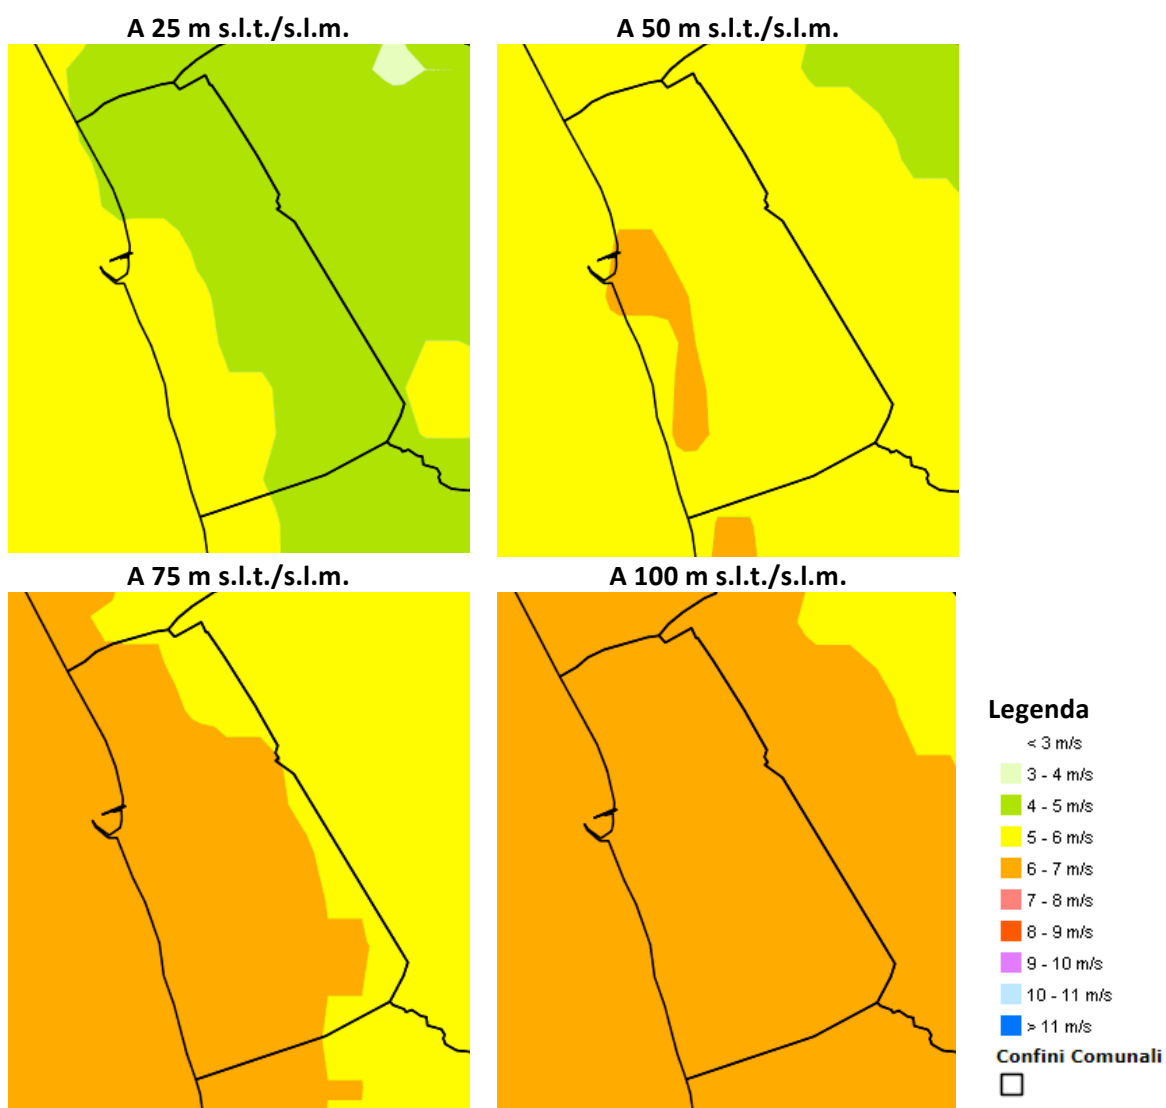 A 25 m s.l.t./s.l.m.
A 50 m s.l.t./s.l.m.
A 75 m s.l.t./s.l.m.
A 100 m s.l.t./s.l.m.
Legenda
< 3 m/s
3 - 4 m/s
4 - 5 m/s
5 - 6 m/s
6 - 7 m/s
7 - 8 m/s
8 - 9 m/s
9 - 10 m/s
10 - 11 m/s
> 11 m/s
Confini Comunali